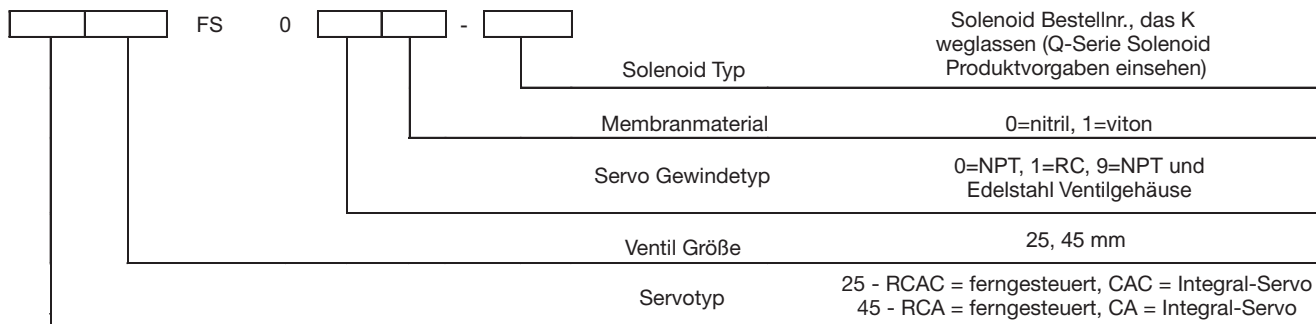 FS 0 -
Solenoid Bestellnr., das K
weglassen (Q-Serie Solenoid
Produktvorgaben einsehen)
Solenoid Typ
Membranmaterial
0=nitril, 1=viton
Servo Gewindetyp
0=NPT, 1=RC, 9=NPT und
Edelstahl Ventilgehäuse
Ventil Größe
25, 45 mm
Servotyp
25 - RCAC = ferngesteuert, CAC = Integral-Servo
45 - RCA = ferngesteuert, CA = Integral-Servo